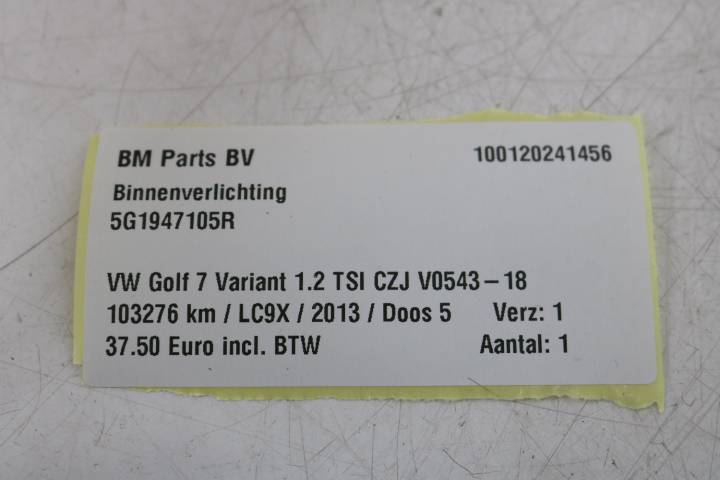 BM Parts BV 100120241456
Binnenverlichting
5G1947105R
VW Golf 7 Variant 1.2 TSI CZJ V0543-18
103276 km / LC9X / 2013 / Doos 5 Verz: 1
37.50 Euro incl. BTW Aantal: 1